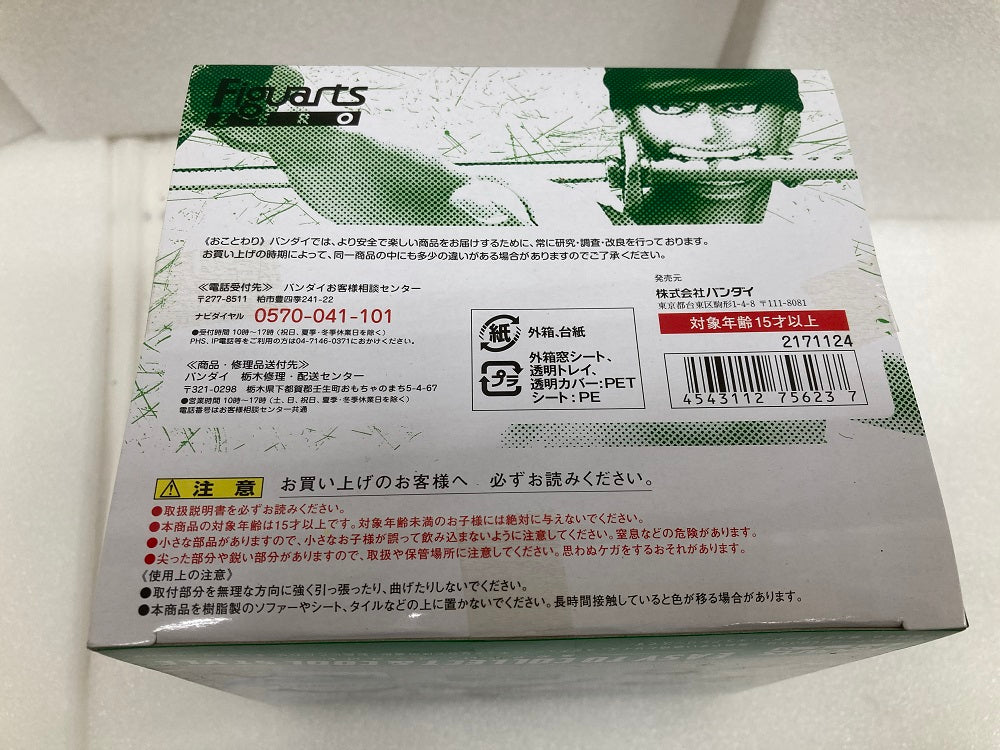 Figuarts
ZERO
《おことわり》バンダイでは、より安全で楽しい商品をお届けするために、常に研究・調査・改良を行っております。
お買い上げの時期によって、同一商品の中にも多少の違いがある場合がありますのでご了承ください。
≪電話受付先≫ バンダイお客様相談センター
〒277-8511 柏市豊四季241-22
ナビダイヤル 0570-041-101
●受付時間 10時〜17時(祝日、夏季・冬季休業日を除く)
PHS、IP電話等をご利用の方は04-7146-0371におかけください。
≪商品・修理品送付先≫
バンダイ 栃木修理・配送センター
〒321-0298 栃木県下都賀郡壬生町おもちゃのまち5-4-67
●営業時間 10時〜17時(土、日、祝日、夏季・冬季休業日を除く)
電話番号はお客様相談センター共通
紙 外箱、台紙
プラ 外箱窓シート、
透明トレイ、
透明カバー:PET
シート:PE
発売元
株式会社バンダイ
東京都台東区駒形1-4-8 〒111-8081
対象年齢15才以上
2171124
4543112 75623 7
注意 お買い上げのお客様へ 必ずお読みください。
●取扱説明書を必ずお読みください。
●本商品の対象年齢は15才以上です。対象年齢未満のお子様には絶対に与えないでください。
●小さな部品がありますので、小さなお子様が誤って飲み込まないように注意してください。窒息などの危険があります。
●尖った部分や鋭い部分がありますので、取扱や保管場所に注意してください。思わぬケガをするおそれがあります。
《使用上の注意》
●取付部分を無理な方向に強く引っ張ったり、曲げたりしないでください。
●本商品を樹脂製のソファーやシート、タイルなどの上に置かないでください。長時間接触していると色が移る場合があります。